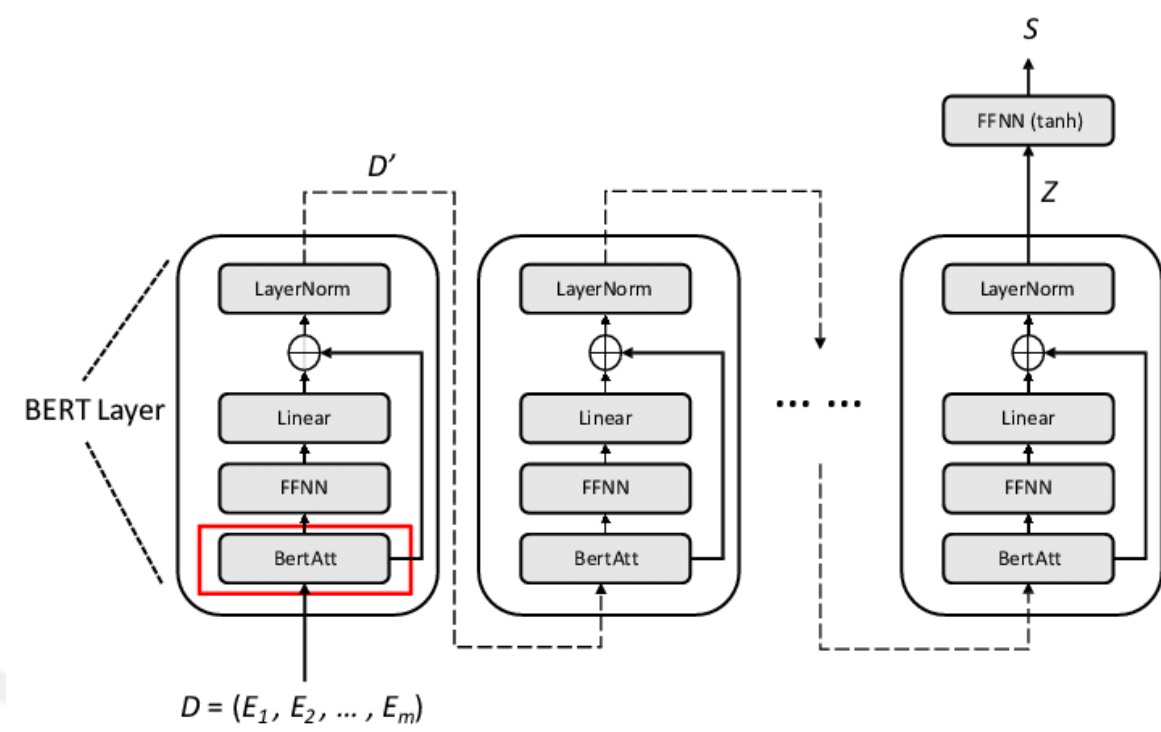 S
FFNN (tanh)
D’
Z
LayerNorm
LayerNorm
LayerNorm
BERT Layer
Linear
Linear
... ...
Linear
FFNN
FFNN
FFNN
BertAtt
BertAtt
BertAtt
D = (E1, E2, ... , Em)